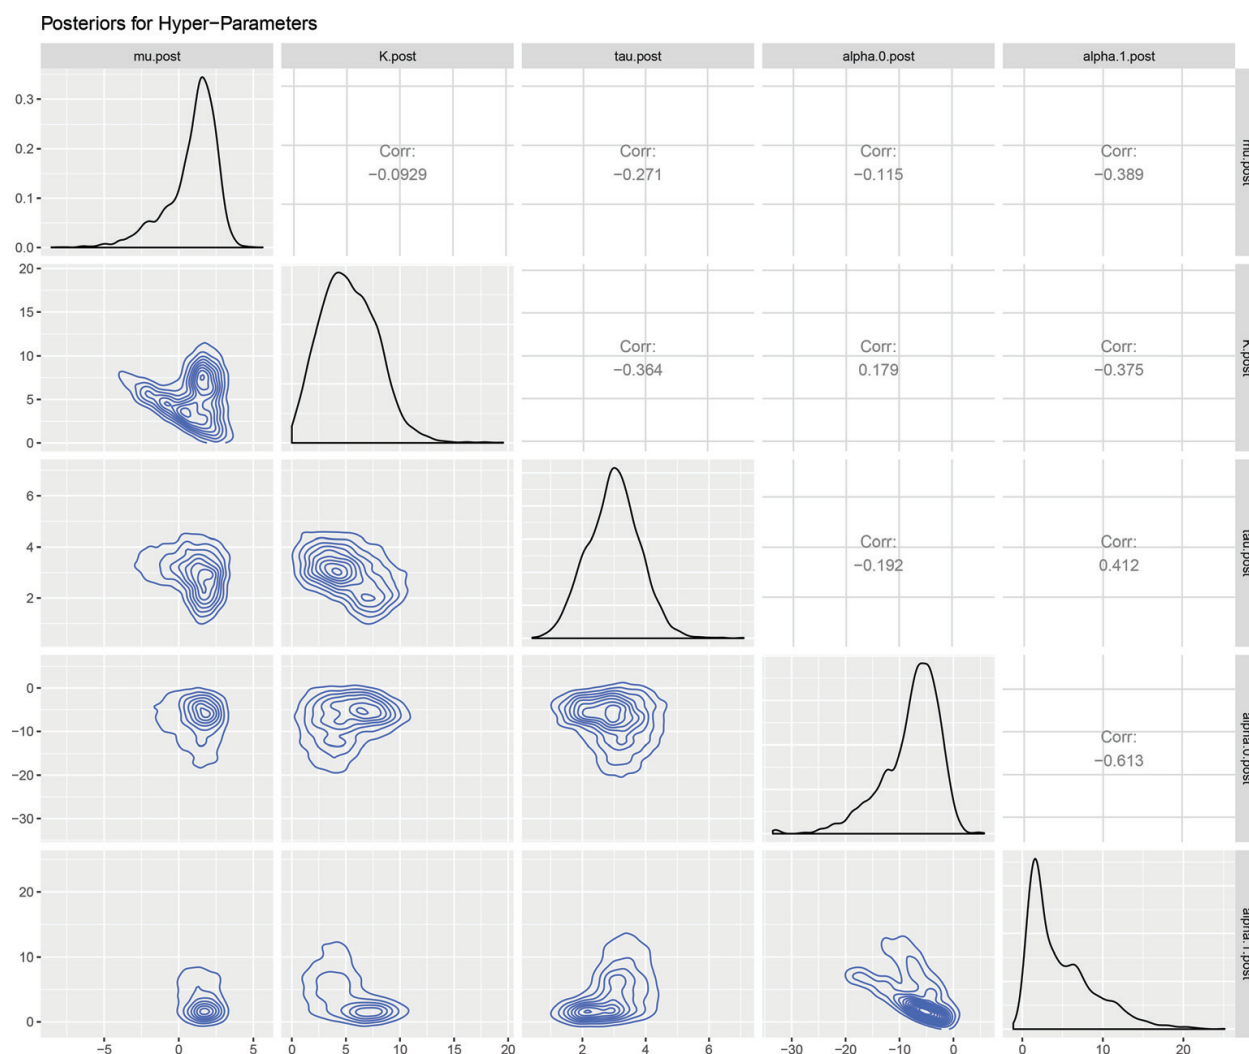 Posteriors for Hyper−Parameters
mu.post K.post tau.post alpha.0.post alpha.1.post
0.3
0.2
0.1
0.0
Corr:
−0.0929
Corr:
−0.271
Corr:
−0.115
Corr:
−0.389
mu.post
20
15
10
5
0
Corr:
−0.364
Corr:
0.179
Corr:
−0.375
K.post
6
4
2
Corr:
−0.192
Corr:
0.412
tau.post
0
−10
−20
−30
Corr:
−0.613
alpha.0.post
20
10
0
alpha.1.post
−5 0 5 0 5 10 15 20 2 4 6 −30 −20 −10 0 0 10 20